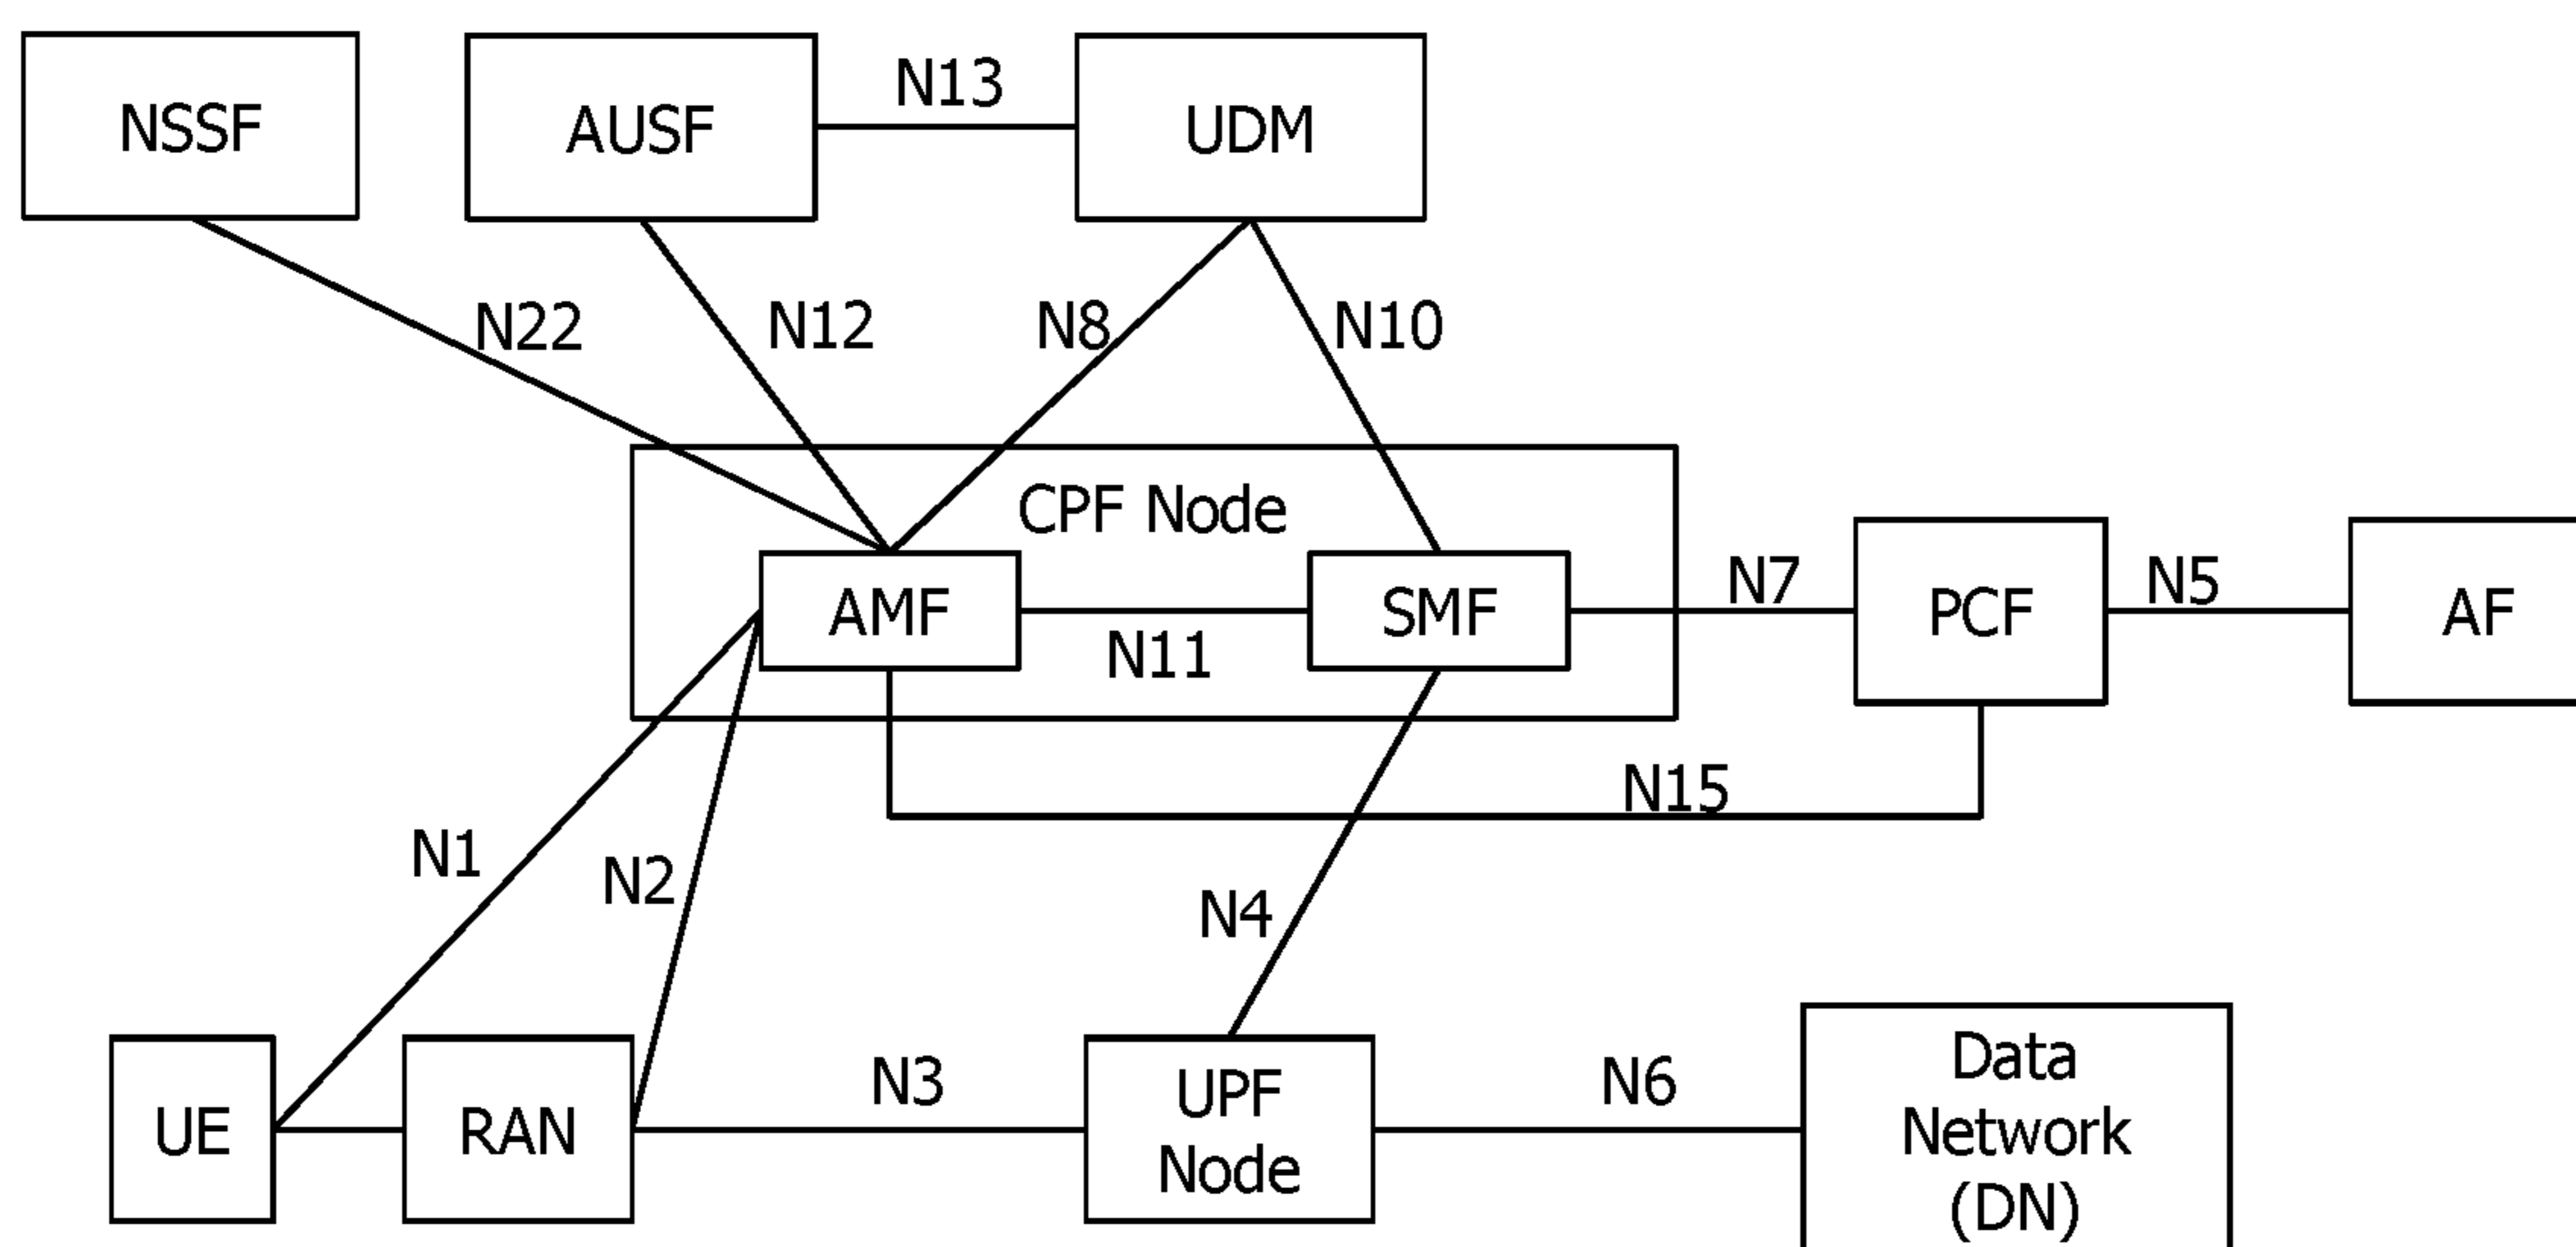 NSSF
AUSF
N13
UDM
N22
N12
N8
N10
CPF Node
AMF
N11
SMF
N7
PCF
N5
AF
N15
N1
N2
N4
UE
RAN
N3
UPF
Node
N6
Data
Network
(DN)